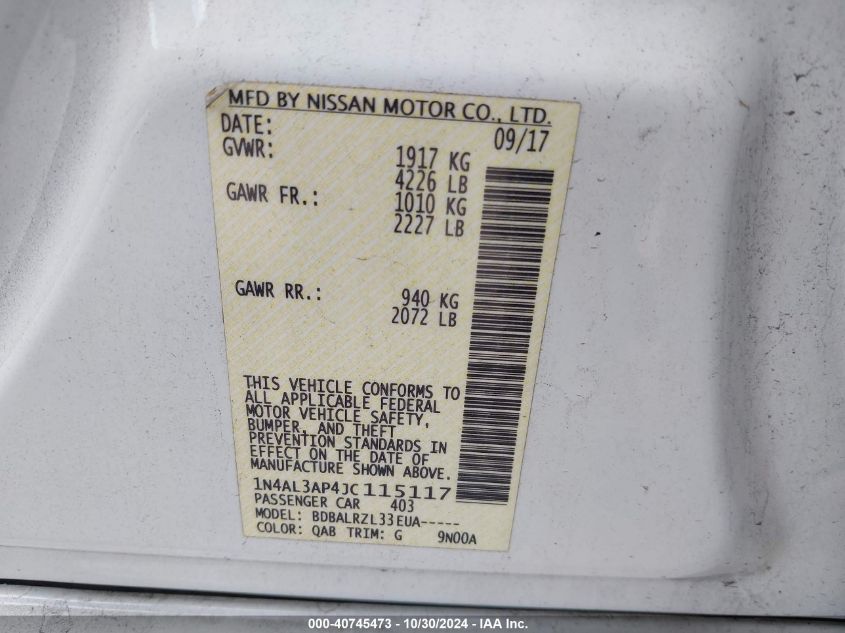 MFD BY NISSAN MOTOR CO., LTD.
DATE: 09/17
GVWR: 1917 KG
4226 LB
GAWR FR.: 1010 KG
2227 LB
GAWR RR.: 940 KG
2072 LB
THIS VEHICLE CONFORMS TO
ALL APPLICABLE FEDERAL
MOTOR VEHICLE SAFETY,
BUMPER, AND THEFT
PREVENTION STANDARDS IN
EFFECT ON THE DATE OF
MANUFACTURE SHOWN ABOVE.
1N4AL3AP4JC115117
PASSENGER CAR 403
MODEL: BDBALRZL33EUA-----
COLOR: QAB TRIM: G 9N00A
000-40745473 - 10/30/2024 - IAA Inc.